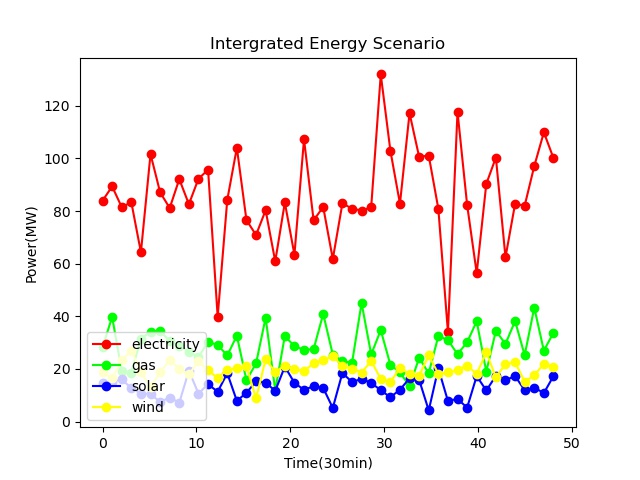 Intergrated Energy Scenario
Power(MW)
120
100
80
60
40
20
0
electricity
gas
solar
wind
0 10 20 30 40 50
Time(30min)